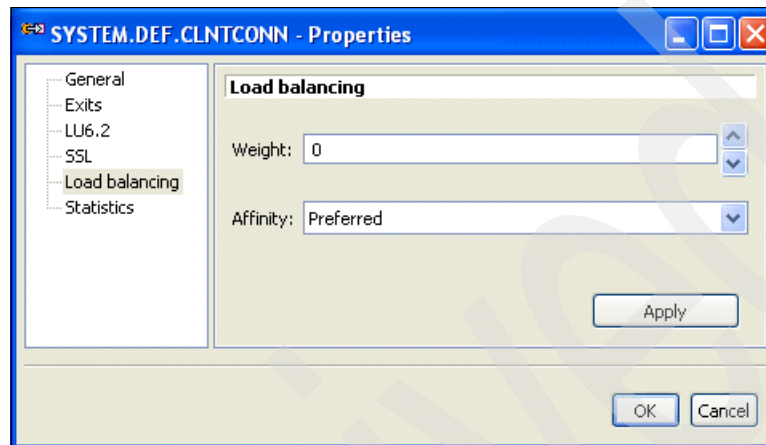 SYSTEM.DEF.CLNTCONN - Properties
General
Exits
LU6.2
SSL
Load balancing
Statistics
Load balancing
Weight: 0
Affinity: Preferred
Apply
OK Cancel